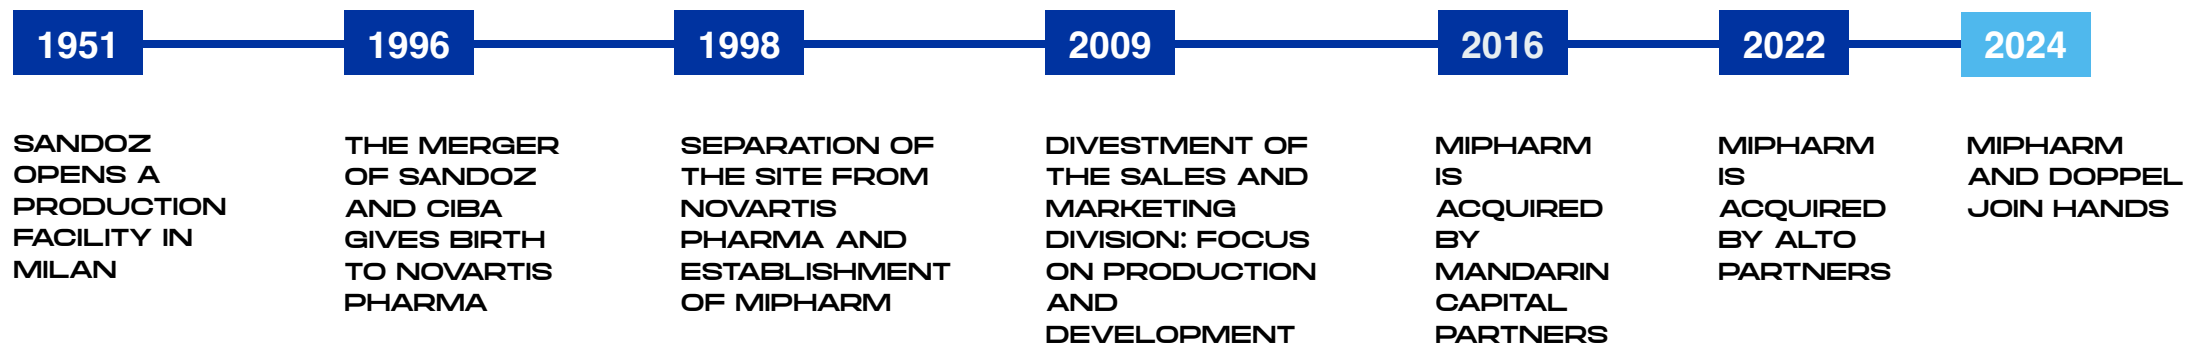 1951
SANDOZ
OPENS A
PRODUCTION
FACILITY IN
MILAN
1996
THE MERGER
OF SANDOZ
AND CIBA
GIVES BIRTH
TO NOVARTIS
PHARMA
1998
SEPARATION OF
THE SITE FROM
NOVARTIS
PHARMA AND
ESTABLISHMENT
OF MIPHARM
2009
DIVESTMENT OF
THE SALES AND
MARKETING
DIVISION: FOCUS
ON PRODUCTION
AND
DEVELOPMENT
2016
MIPHARM
IS
ACQUIRED
BY
MANDARIN
CAPITAL
PARTNERS
2022
MIPHARM
IS
ACQUIRED
BY ALTO
PARTNERS
2024
MIPHARM
AND DOPPEL
JOIN HANDS